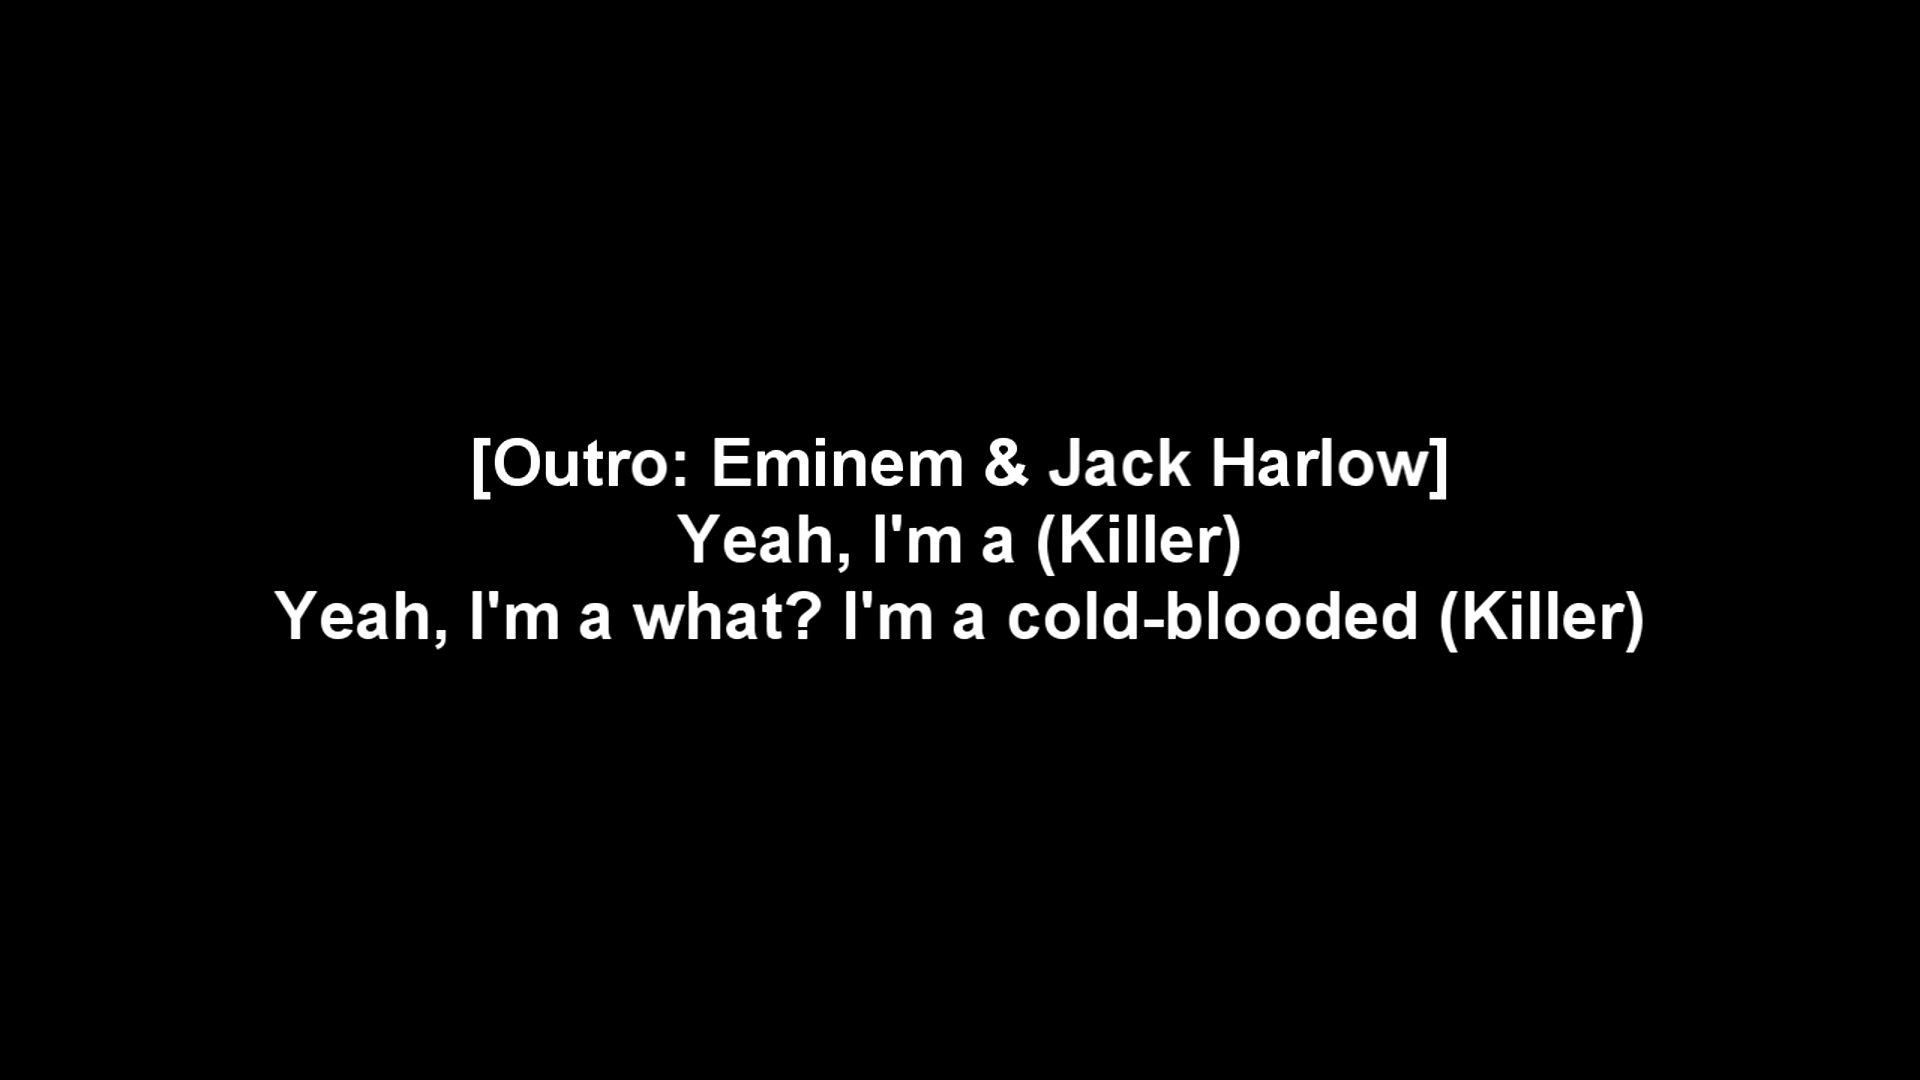 [Outro: Eminem & Jack Harlow]
Yeah, I'm a (Killer)
Yeah, I'm a what? I'm a cold-blooded (Killer)